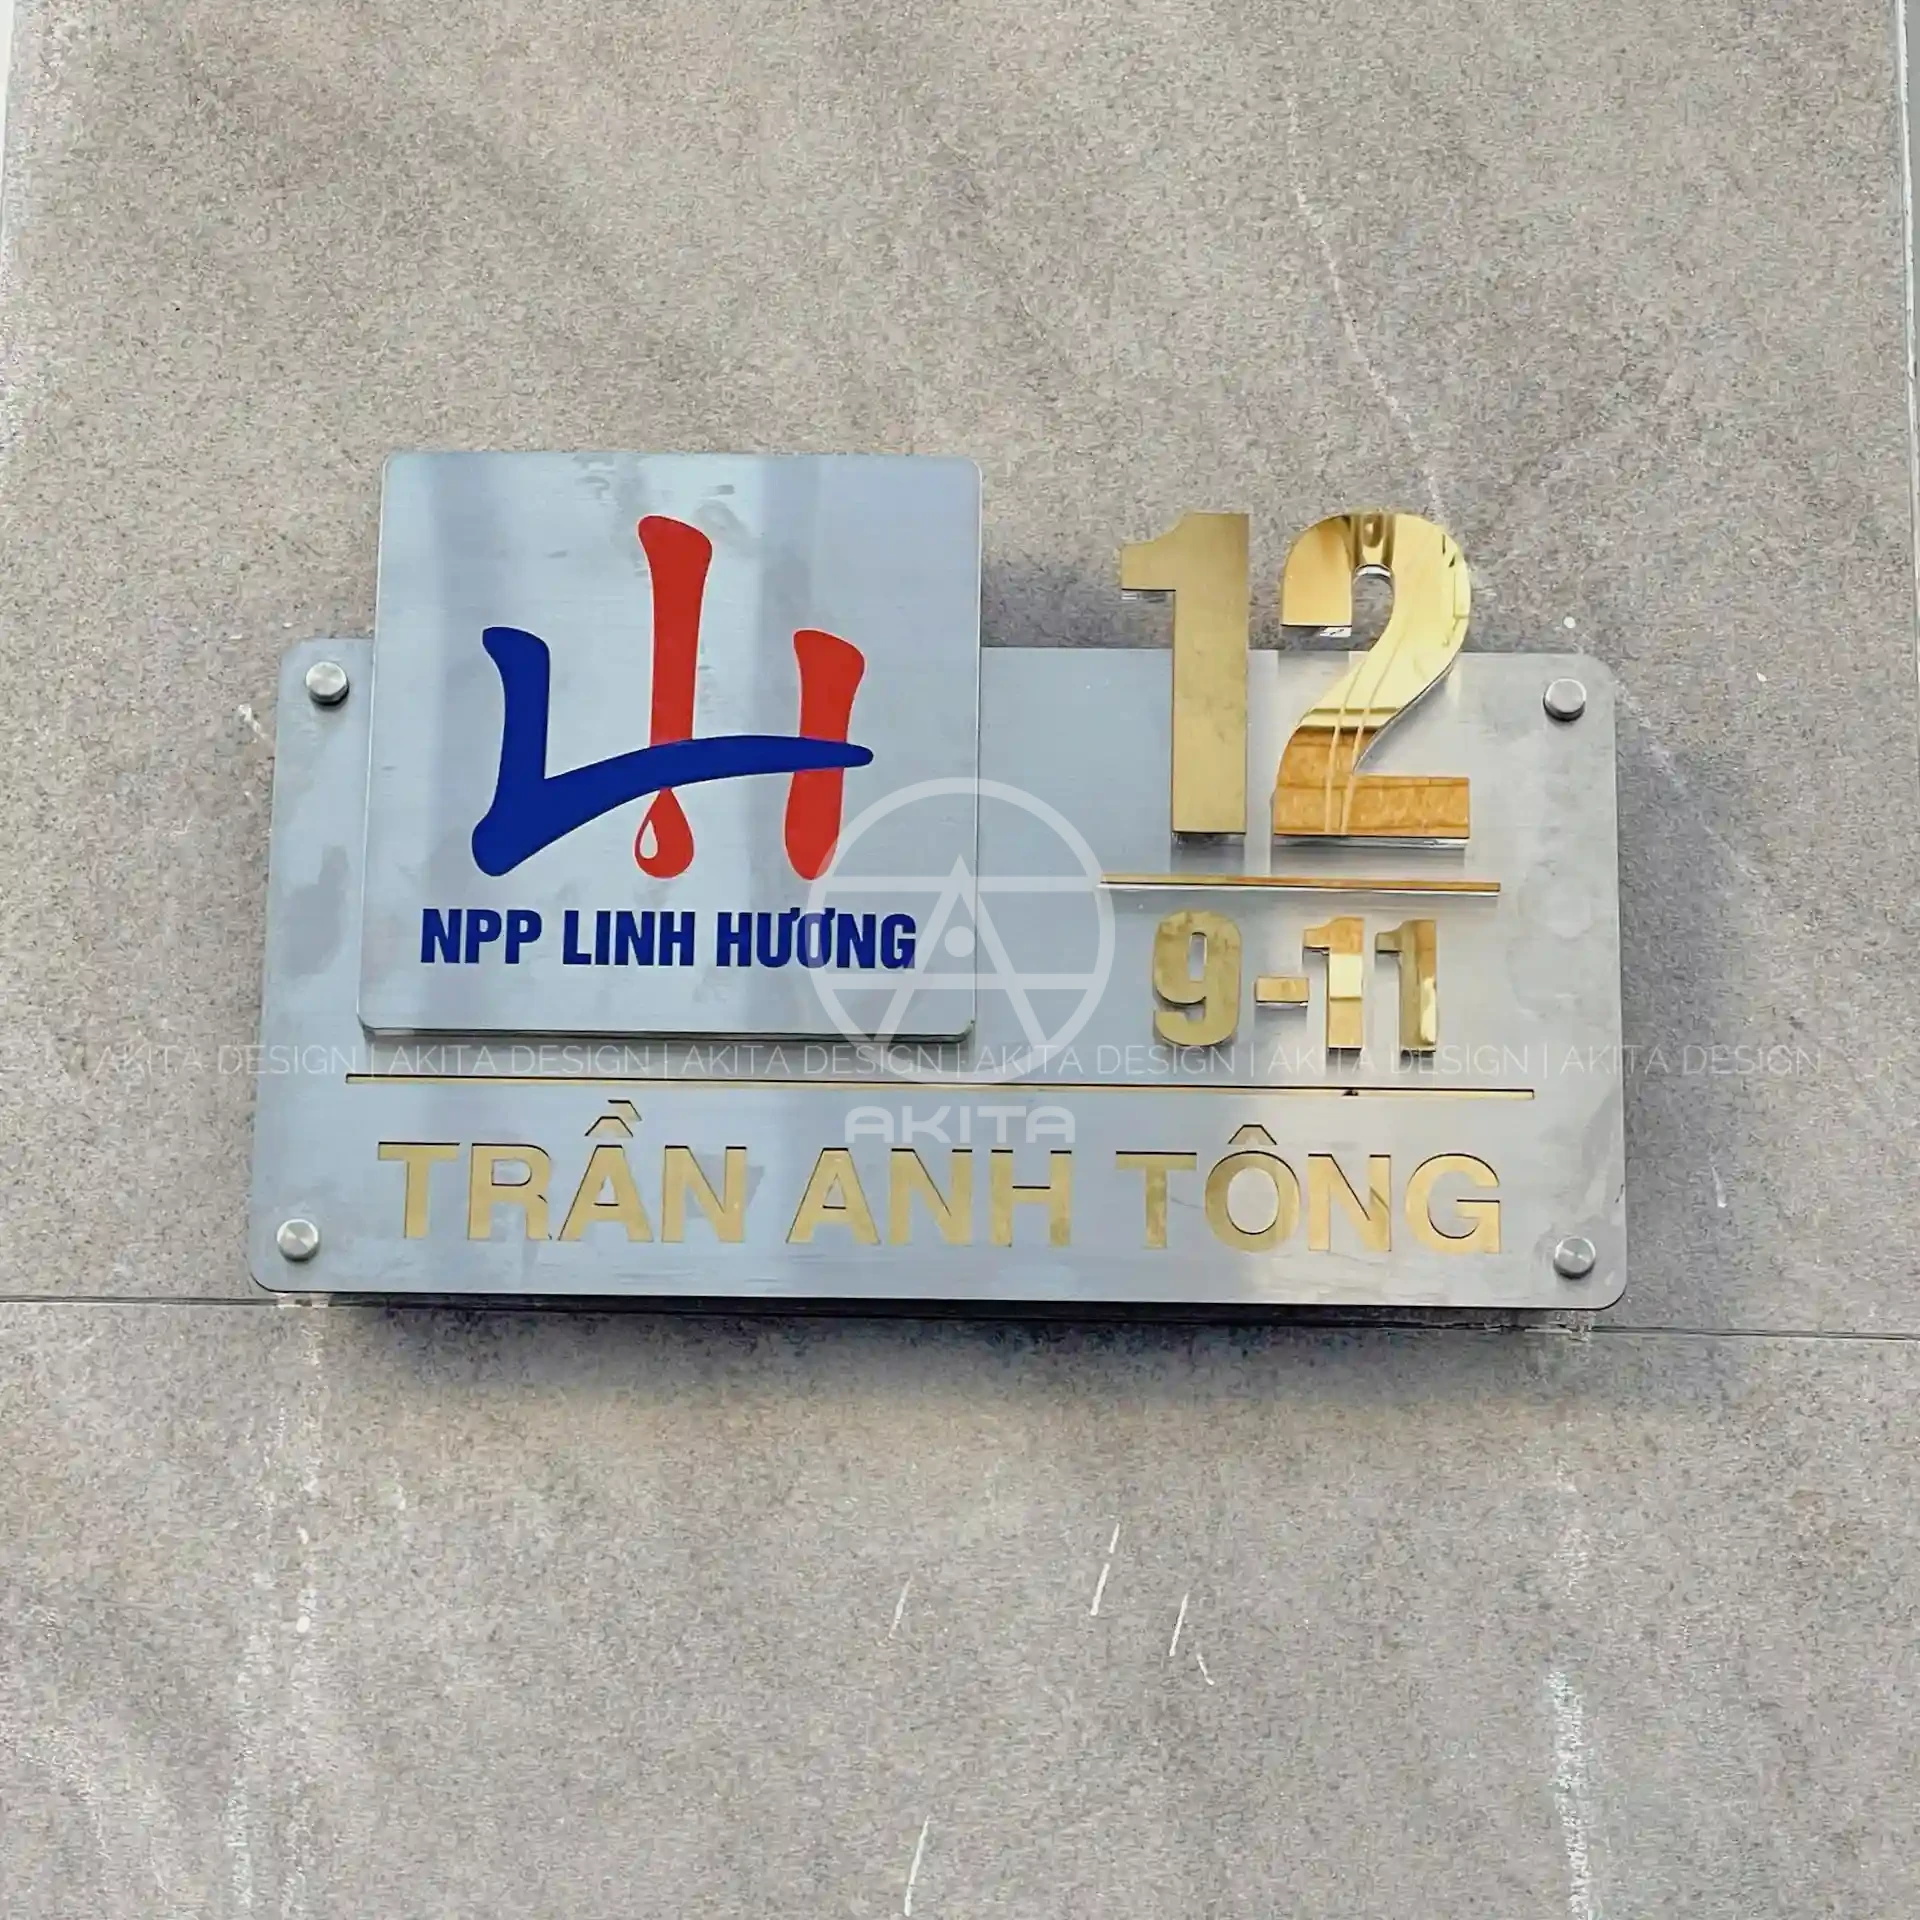 NPP LINH HƯƠNG
12
9-11
AKITA DESIGN | AKITA DESIGN | AKITA DESIGN | AKITA DESIGN | AKITA DESIGN | AKITA DESIGN
AKITA
TRẦN ANH TÔNG